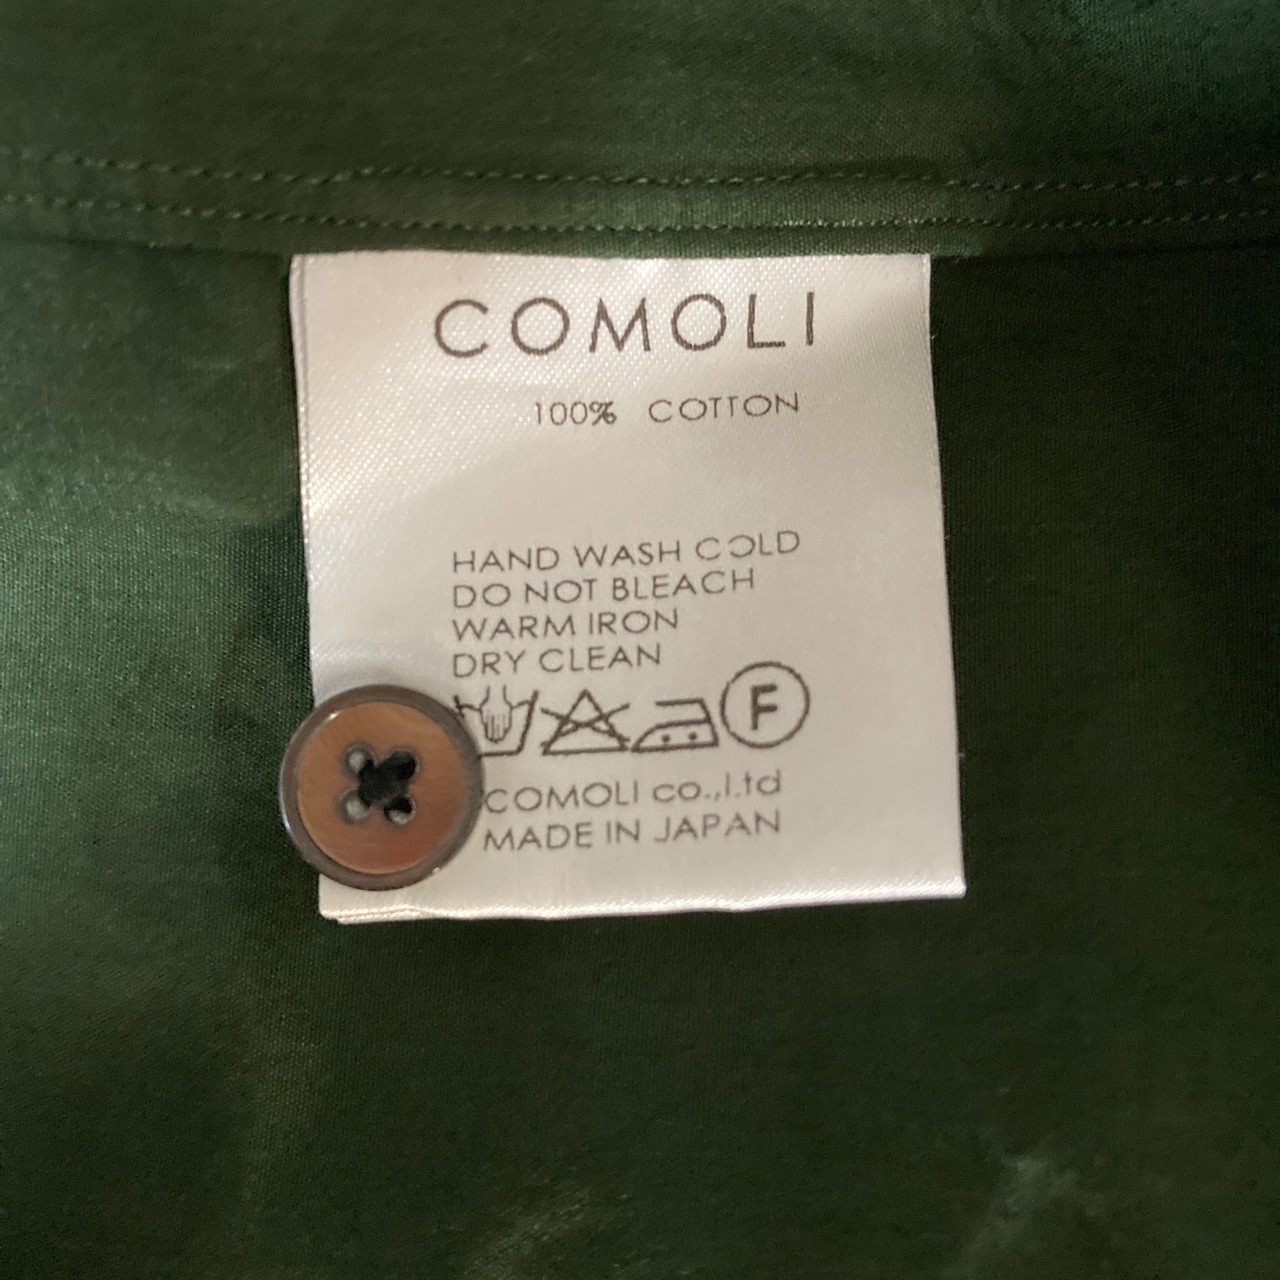 COMOLI
100% COTTON
HAND WASH COLD
DO NOT BLEACH
WARM IRON
DRY CLEAN
F
COMOLI co.,l.td
MADE IN JAPAN